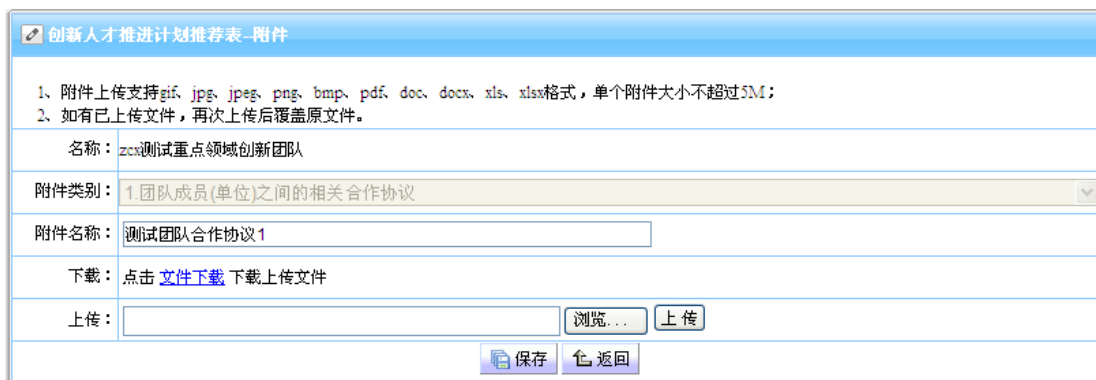 创新人才推进计划推荐表--附件
1、附件上传支持gif、jpg、jpeg、png、bmp、pdf、doc、docx、xls、xlsx格式，单个附件大小不超过5M；
2、如有已上传文件，再次上传后覆盖原文件。
名称：zcx测试重点领域创新团队
附件类别：1.团队成员(单位)之间的相关合作协议
附件名称：测试团队合作协议1
下载：点击 文件下载 下载上传文件
上传：浏览... 上传
保存 返回